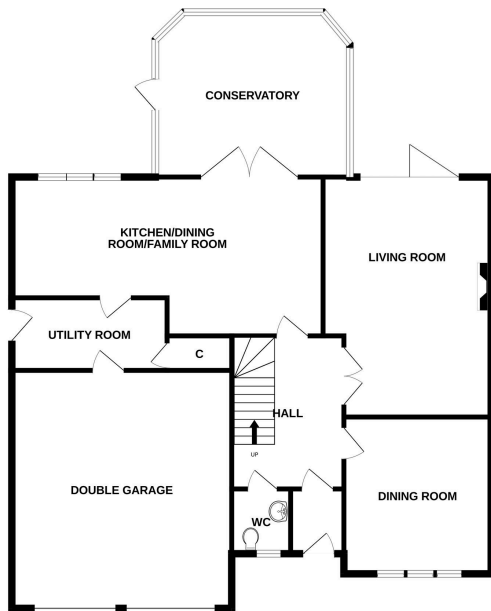 CONSERVATORY
KITCHEN/DINING
ROOM/FAMILY ROOM
LIVING ROOM
UTILITY ROOM
C
HALL
UP
DOUBLE GARAGE
DINING ROOM
WC